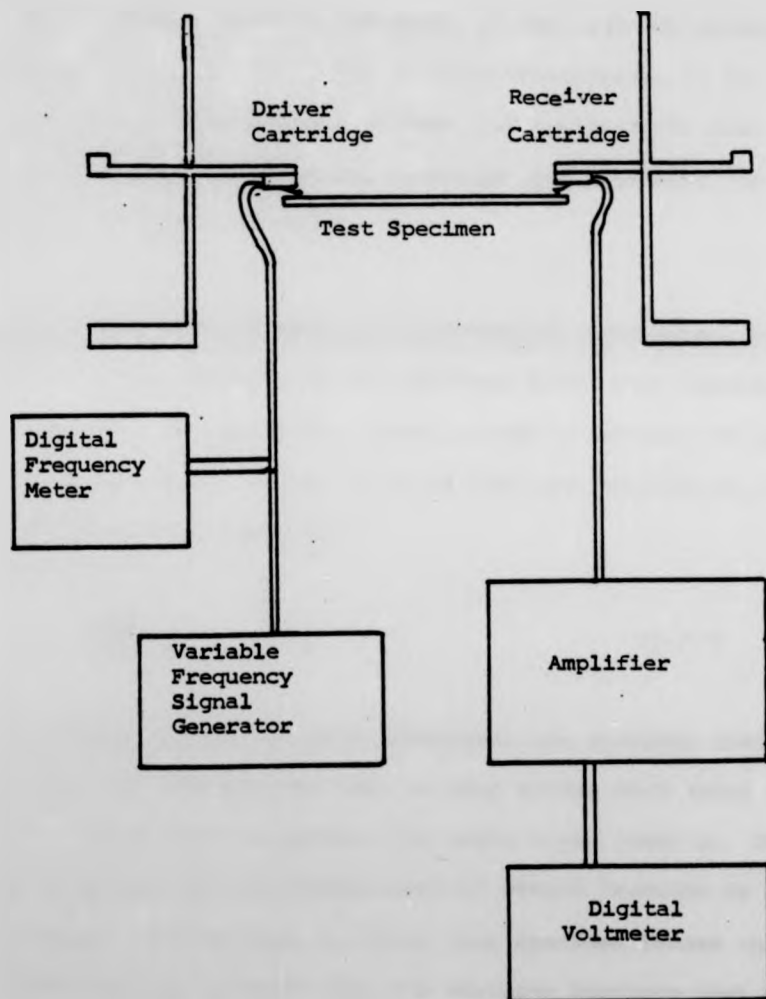 Driver
Cartridge
Receiver
Cartridge
Test Specimen
Digital
Frequency
Meter
Variable
Frequency
Signal
Generator
Amplifier
Digital
Voltmeter